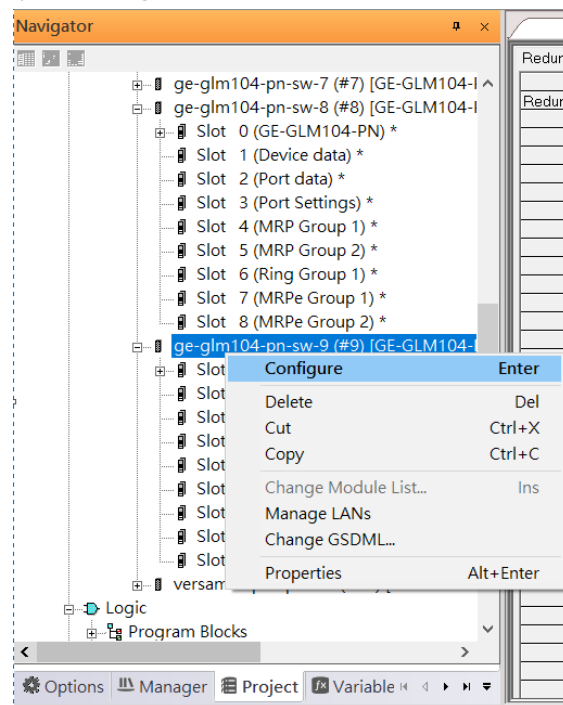 Navigator
Redur
ge-glm104-pn-sw-7 (#7) [GE-GLM104-
ge-glm104-pn-sw-8 (#8) [GE-GLM104-
Redur
Slot 0 (GE-GLM104-PN) *
Slot 1 (Device data) *
Slot 2 (Port data) *
Slot 3 (Port Settings) *
Slot 4 (MRP Group 1) *
Slot 5 (MRP Group 2) *
Slot 6 (Ring Group 1) *
Slot 7 (MRPe Group 1) *
Slot 8 (MRPe Group 2) *
ge-glm104-pn-sw-9 (#9) [GE-GLM104-
Slot
Configure Enter
Slot
Delete Del
Slot
Cut Ctrl+X
Slot
Copy Ctrl+C
Slot
Change Module List... Ins
Slot
Manage LANs
Slot
Change GSDML...
Slot
Properties Alt+Enter
Slot
versam
Logic
Program Blocks
Options Manager Project Variable